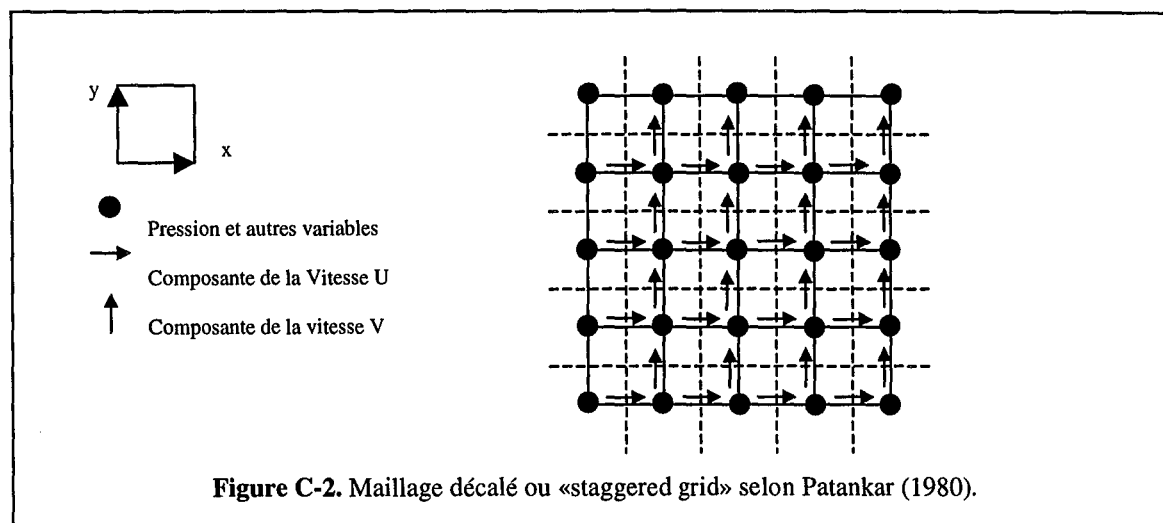 y
x
Pression et autres variables
Composante de la Vitesse U
Composante de la vitesse V
Figure C-2. Maillage décalé ou «staggered grid» selon Patankar (1980).